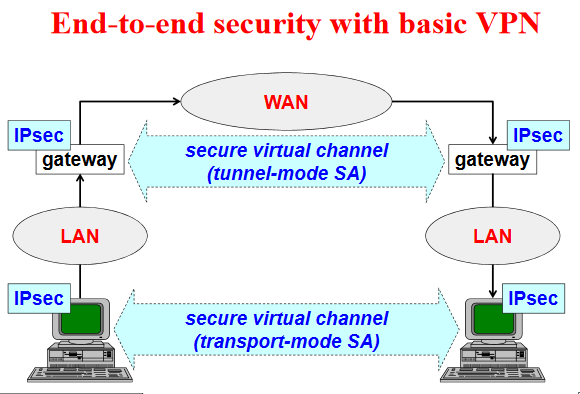 End-to-end security with basic VPN
WAN
IPsec
gateway
secure virtual channel
(tunnel-mode SA)
IPsec
gateway
LAN
LAN
IPsec
secure virtual channel
(transport-mode SA)
IPsec